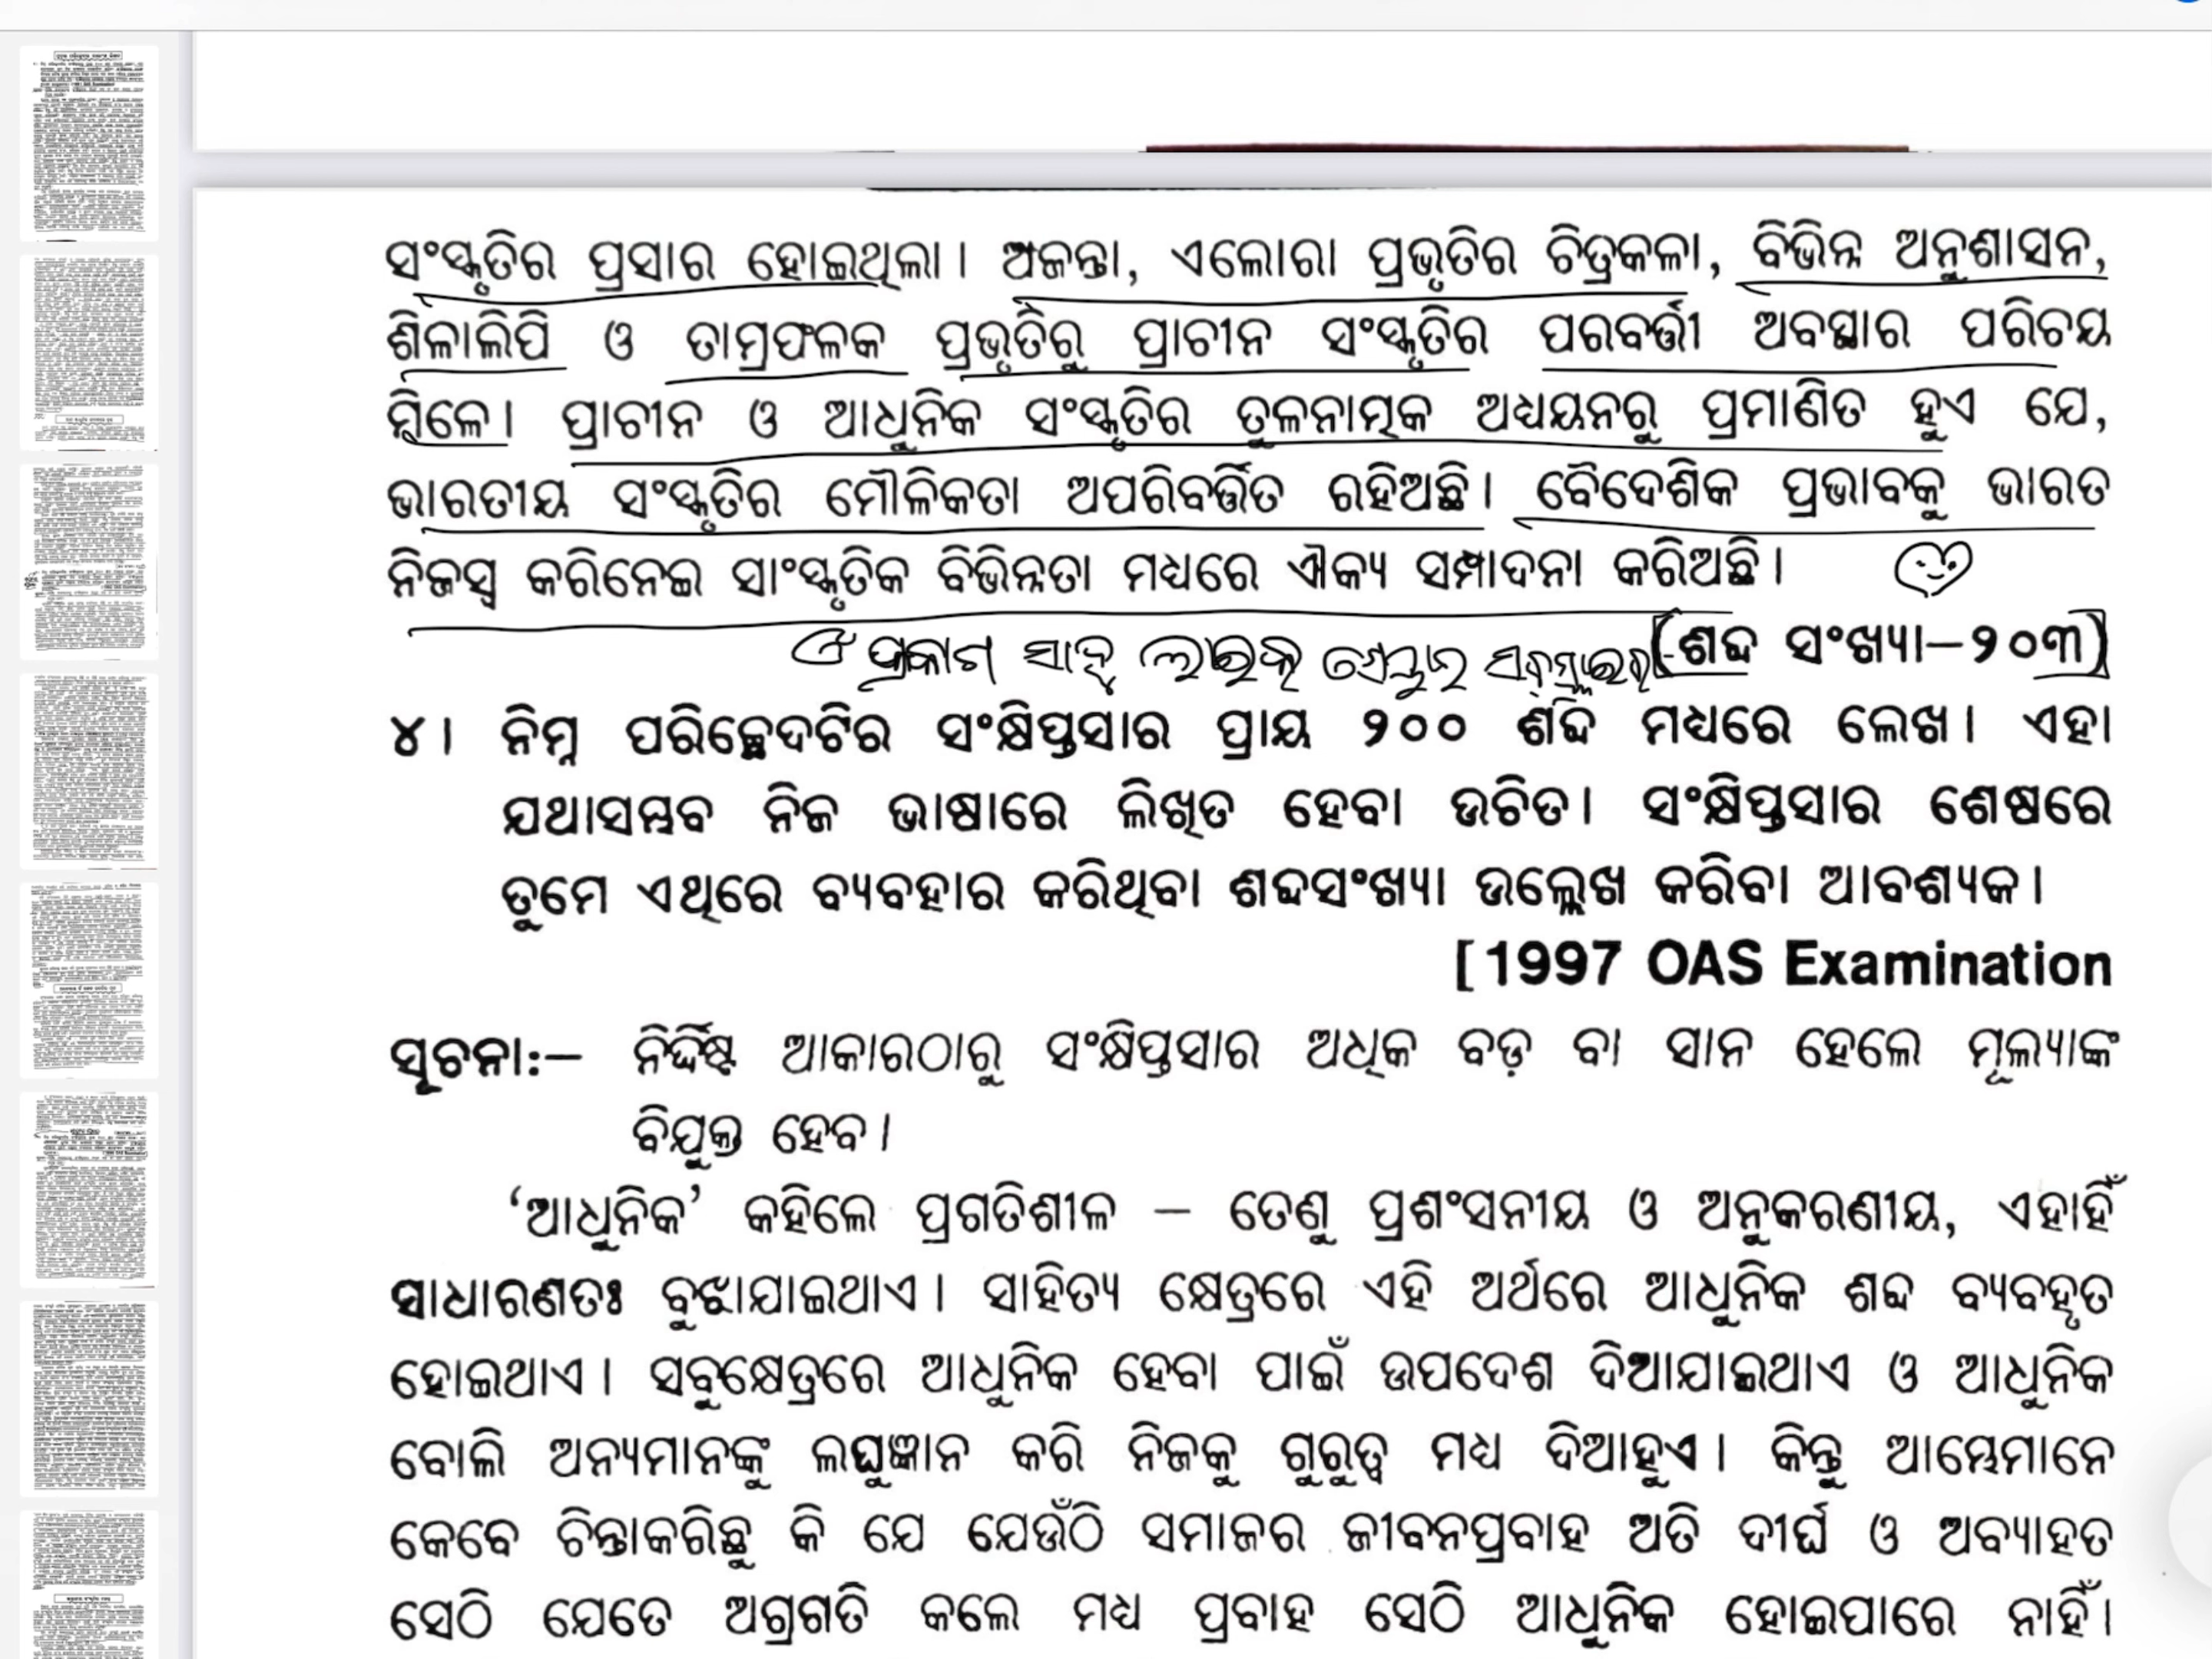 ସଂସ୍କୃତିର ପ୍ରସାର ହୋଇଥିଲା। ଅଜନ୍ତା, ଏଲୋରା ପ୍ରଭୃତିର ଚିତ୍ରକଳା, ବିଭିନ୍ନ ଅନୁଶାସନ,
ଶିଳାଲିପି ଓ ତାମ୍ରଫଳକ ପ୍ରଭୃତିରୁ ପ୍ରାଚୀନ ସଂସ୍କୃତିର ପରବର୍ତ୍ତୀ ଅବସ୍ଥାର ପରିଚୟ
ମିଳେ। ପ୍ରାଚୀନ ଓ ଆଧୁନିକ ସଂସ୍କୃତିର ତୁଳନାତ୍ମକ ଅଧ୍ୟୟନରୁ ପ୍ରମାଣିତ ହୁଏ ଯେ,
ଭାରତୀୟ ସଂସ୍କୃତିର ମୌଳିକତା ଅପରିବର୍ତ୍ତିତ ରହିଅଛି। ବୈଦେଶିକ ପ୍ରଭାବକୁ ଭାରତ
ନିଜସ୍ୱ କରିନେଇ ସାଂସ୍କୃତିକ ବିଭିନ୍ନତା ମଧ୍ୟରେ ଐକ୍ୟ ସମ୍ପାଦନା କରିଅଛି।
ପ୍ରକାଶ ସାହୁ
(ଶବ୍ଦ ସଂଖ୍ୟା–୨୦୩)
୪। ନିମ୍ନ ପରିଚ୍ଛେଦଟିର ସଂକ୍ଷିପ୍ତସାର ପ୍ରାୟ ୨୦୦ ଶବ୍ଦ ମଧ୍ୟରେ ଲେଖ। ଏହା
ଯଥାସମ୍ଭବ ନିଜ ଭାଷାରେ ଲିଖିତ ହେବା ଉଚିତ। ସଂକ୍ଷିପ୍ତସାର ଶେଷରେ
ତୁମେ ଏଥିରେ ବ୍ୟବହାର କରିଥିବା ଶବ୍ଦସଂଖ୍ୟା ଉଲ୍ଲେଖ କରିବା ଆବଶ୍ୟକ।
[1997 OAS Examination
ସୂଚନା:– ନିର୍ଦ୍ଦିଷ୍ଟ ଆକାରଠାରୁ ସଂକ୍ଷିପ୍ତସାର ଅଧିକ ବଡ଼ ବା ସାନ ହେଲେ ମୂଲ୍ୟାଙ୍କ
ବିଯୁକ୍ତ ହେବ।
‘ଆଧୁନିକ’ କହିଲେ ପ୍ରଗତିଶୀଳ – ତେଣୁ ପ୍ରଶଂସନୀୟ ଓ ଅନୁକରଣୀୟ, ଏହାହିଁ
ସାଧାରଣତଃ ବୁଝାଯାଇଥାଏ। ସାହିତ୍ୟ କ୍ଷେତ୍ରରେ ଏହି ଅର୍ଥରେ ଆଧୁନିକ ଶବ୍ଦ ବ୍ୟବହୃତ
ହୋଇଥାଏ। ସବୁକ୍ଷେତ୍ରରେ ଆଧୁନିକ ହେବା ପାଇଁ ଉପଦେଶ ଦିଆଯାଇଥାଏ ଓ ଆଧୁନିକ
ବୋଲି ଅନ୍ୟମାନଙ୍କୁ ଲଘୁଜ୍ଞାନ କରି ନିଜକୁ ଗୁରୁତ୍ୱ ମଧ୍ୟ ଦିଆହୁଏ। କିନ୍ତୁ ଆମ୍ଭେମାନେ
କେବେ ଚିନ୍ତାକରିଛୁ କି ଯେ ଯେଉଁଠି ସମାଜର ଜୀବନପ୍ରବାହ ଅତି ଦୀର୍ଘ ଓ ଅବ୍ୟାହତ
ସେଠି ଯେତେ ଅଗ୍ରଗତି କଲେ ମଧ୍ୟ ପ୍ରବାହ ସେଠି ଆଧୁନିକ ହୋଇପାରେ ନାହିଁ।